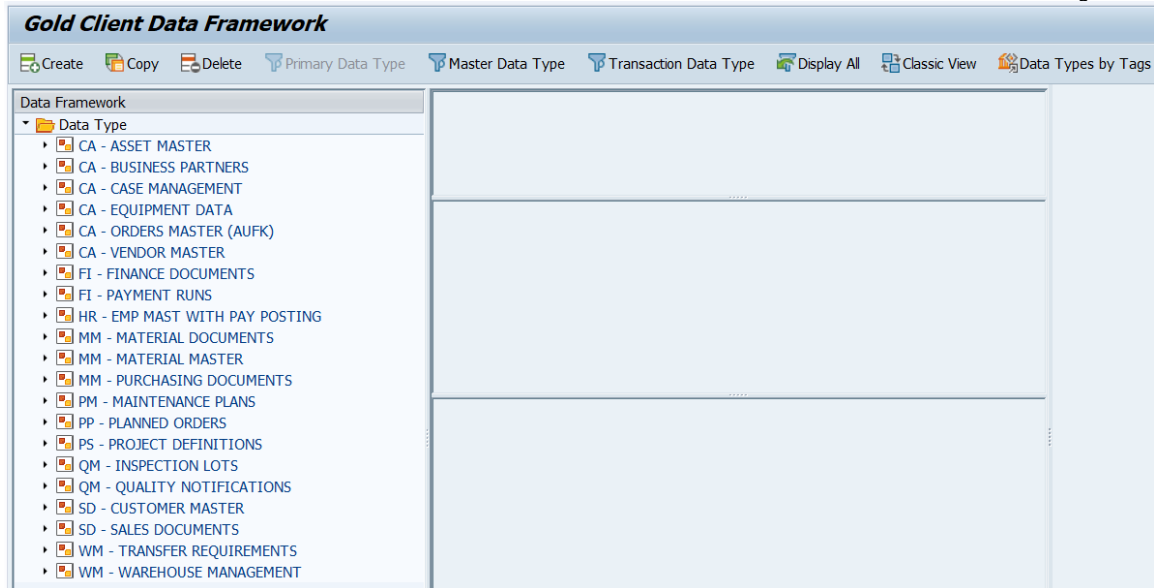 Gold Client Data Framework
Create Copy Delete Primary Data Type Master Data Type Transaction Data Type Display All Classic View Data Types by Tags
Data Framework
Data Type
CA - ASSET MASTER
CA - BUSINESS PARTNERS
CA - CASE MANAGEMENT
CA - EQUIPMENT DATA
CA - ORDERS MASTER (AUFK)
CA - VENDOR MASTER
FI - FINANCE DOCUMENTS
FI - PAYMENT RUNS
HR - EMP MAST WITH PAY POSTING
MM - MATERIAL DOCUMENTS
MM - MATERIAL MASTER
MM - PURCHASING DOCUMENTS
PM - MAINTENANCE PLANS
PP - PLANNED ORDERS
PS - PROJECT DEFINITIONS
QM - INSPECTION LOTS
QM - QUALITY NOTIFICATIONS
SD - CUSTOMER MASTER
SD - SALES DOCUMENTS
WM - TRANSFER REQUIREMENTS
WM - WAREHOUSE MANAGEMENT